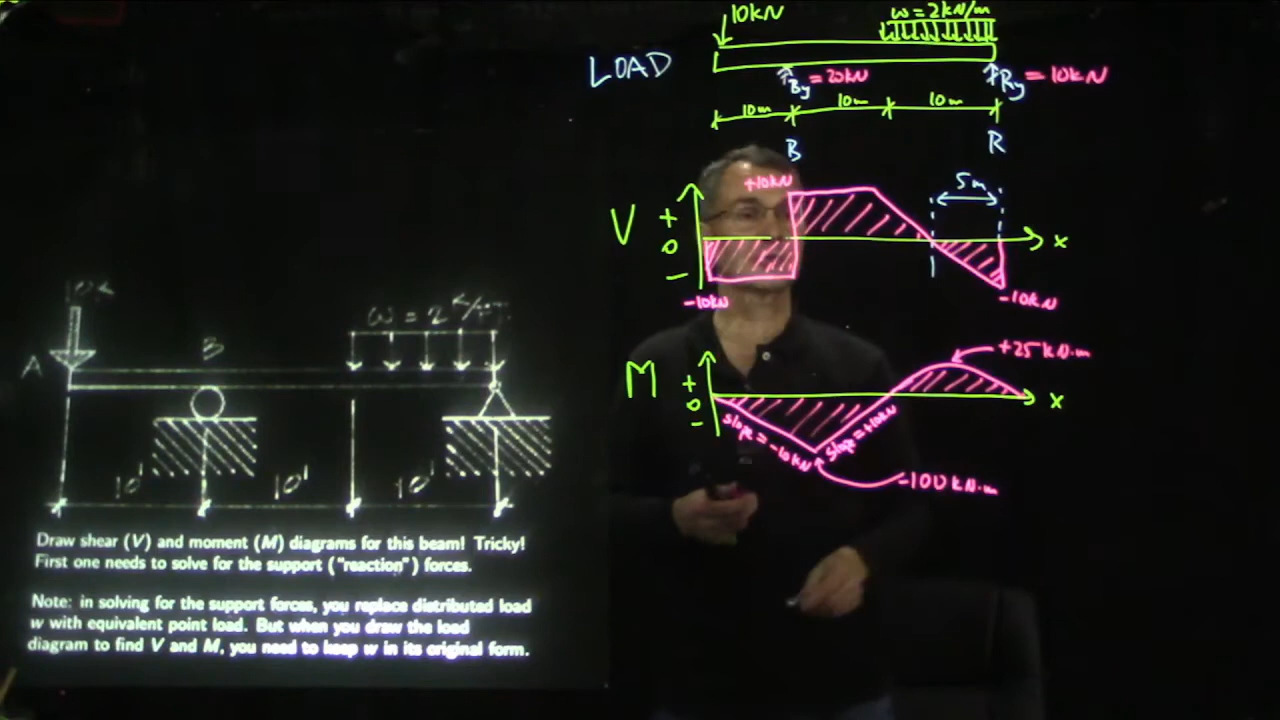 10kN
w = 2kN/m
LOAD
By = 20kN
Ry = 10kN
10m
10m
10m
B
R
V
+
0
−
+10kN
5m
x
−10kN
−10kN
M
+
0
−
+25 kN·m
x
slope = −10kN
slope = +10kN
−100 kN·m
10k
w = 2 k/
A
B
10'
10'
10'
Draw shear (V) and moment (M) diagrams for this beam! Tricky!
First one needs to solve for the support ("reaction") forces.
Note: in solving for the support forces, you replace distributed load
w with equivalent point load. But when you draw the load
diagram to find V and M, you need to keep w in its original form.